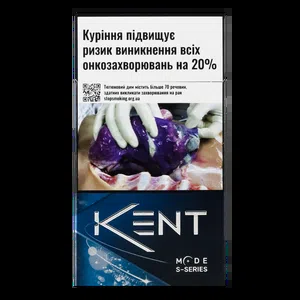 Куріння підвищує
ризик виникнення всіх
онкозахворювань на 20%
Тютюновий дим містить більше 70 речовин,
здатних викликати захворювання на рак
stopsmoking.org.ua
KENT
MODE
S-SERIES